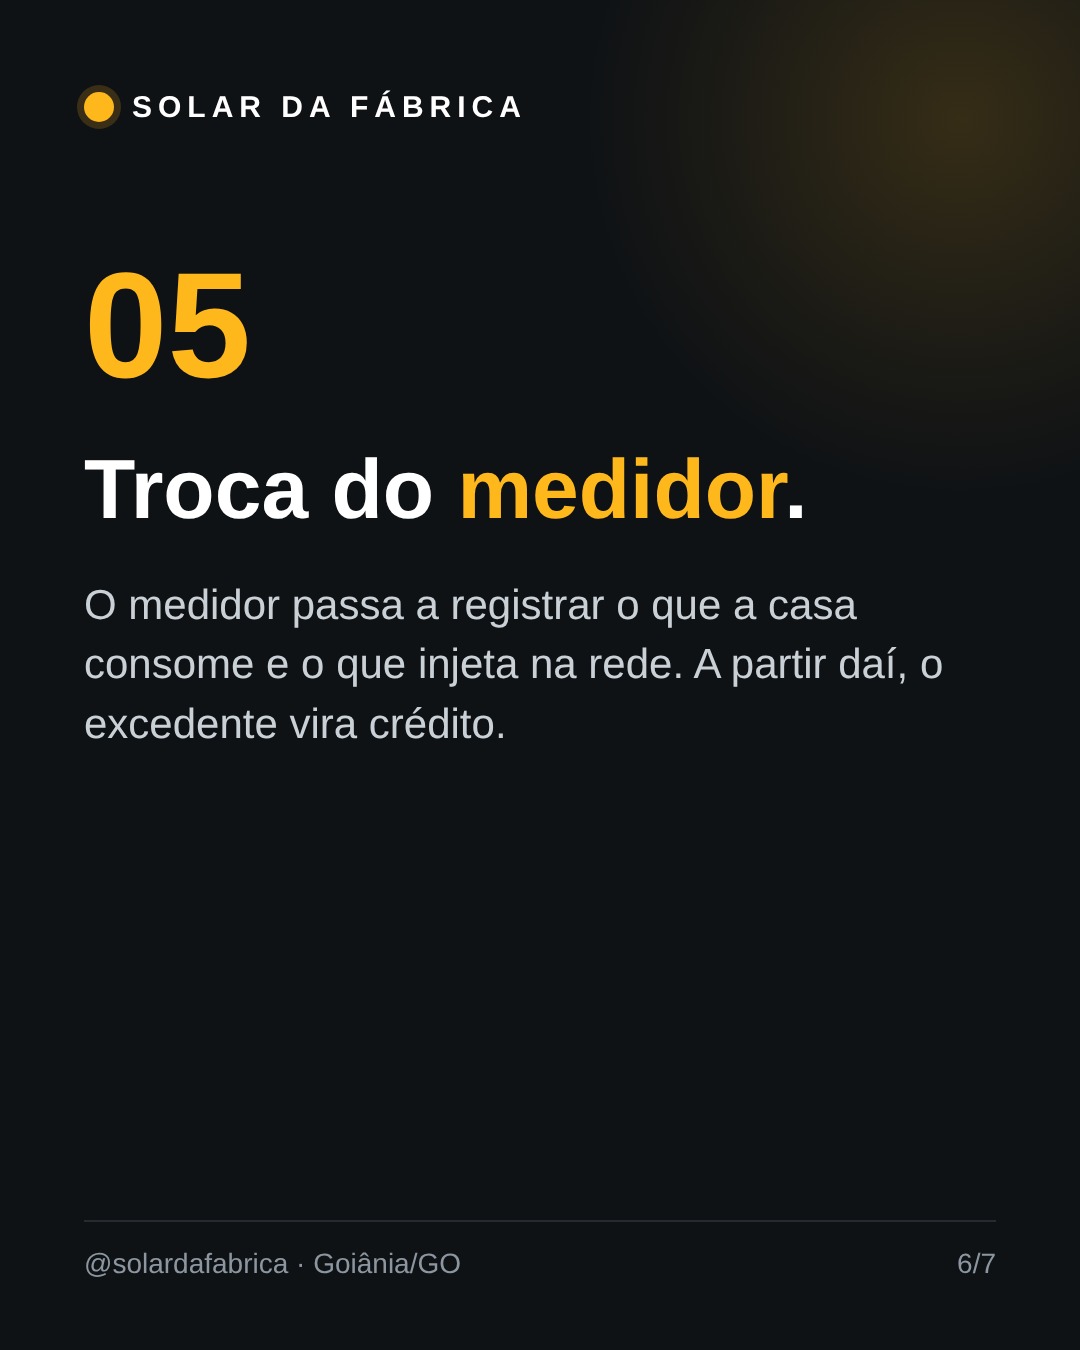 SOLAR DA FÁBRICA
05
Troca do medidor.
O medidor passa a registrar o que a casa
consome e o que injeta na rede. A partir daí, o
excedente vira crédito.
@solardafabrica · Goiânia/GO
6/7